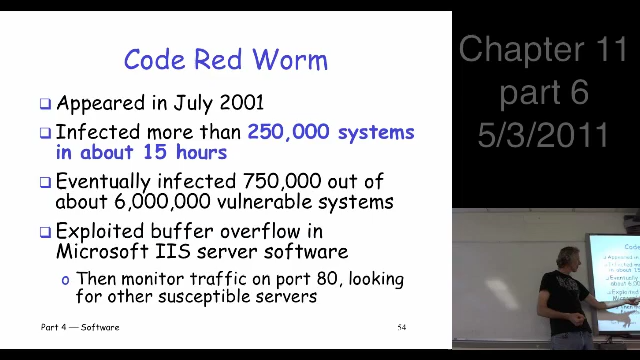 Code Red Worm
Appeared in July 2001
Infected more than 250,000 systems
in about 15 hours
Eventually infected 750,000 out of
about 6,000,000 vulnerable systems
Exploited buffer overflow in
Microsoft IIS server software
o Then monitor traffic on port 80, looking
for other susceptible servers
Part 4 — Software
54
Chapter 11
part 6
5/3/2011